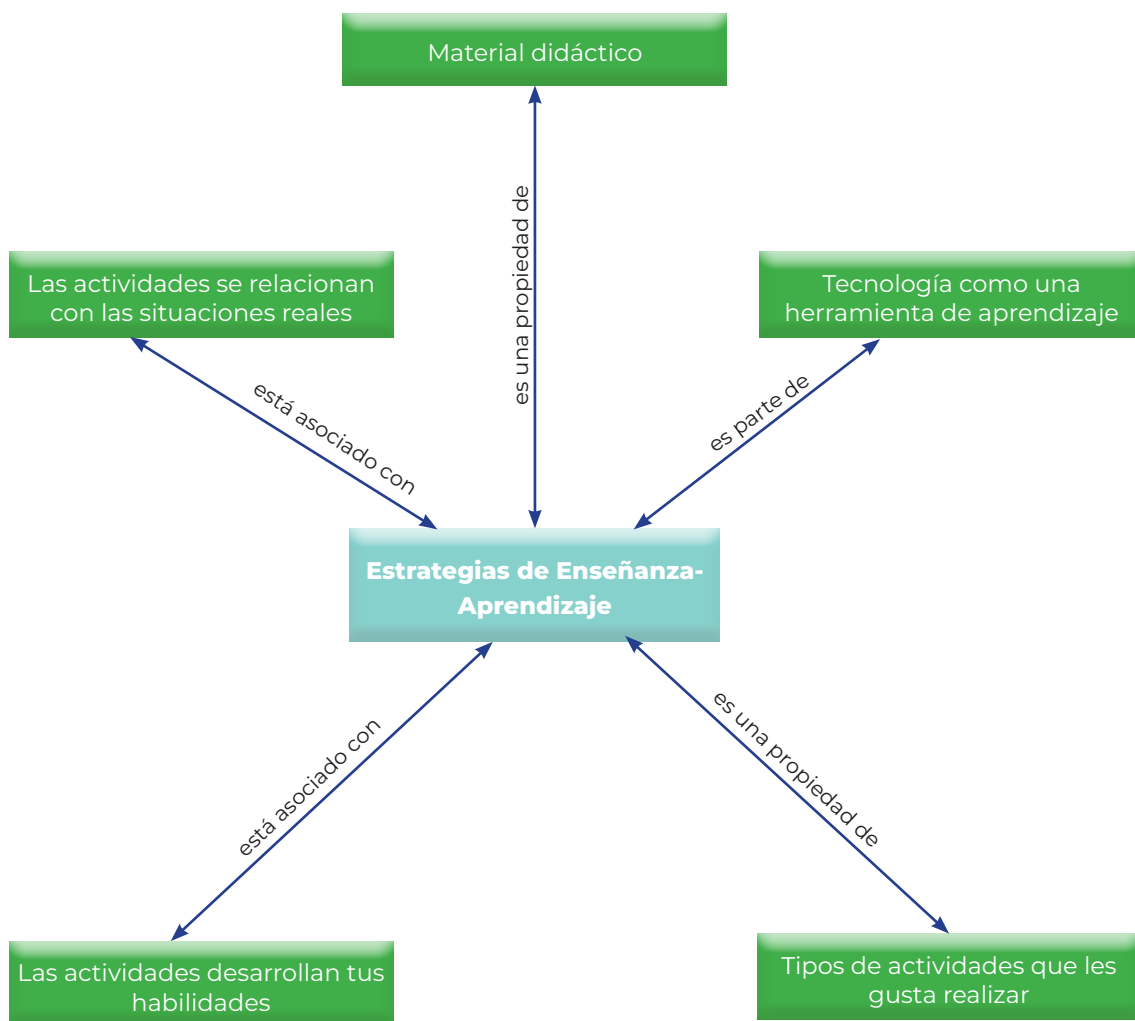 Material didáctico
es una propiedad de
Las actividades se relacionan
con las situaciones reales
Tecnología como una
herramienta de aprendizaje
está asociado con
es parte de
Estrategias de Enseñanza-
Aprendizaje
está asociado con
es una propiedad de
Las actividades desarrollan tus
habilidades
Tipos de actividades que les
gusta realizar